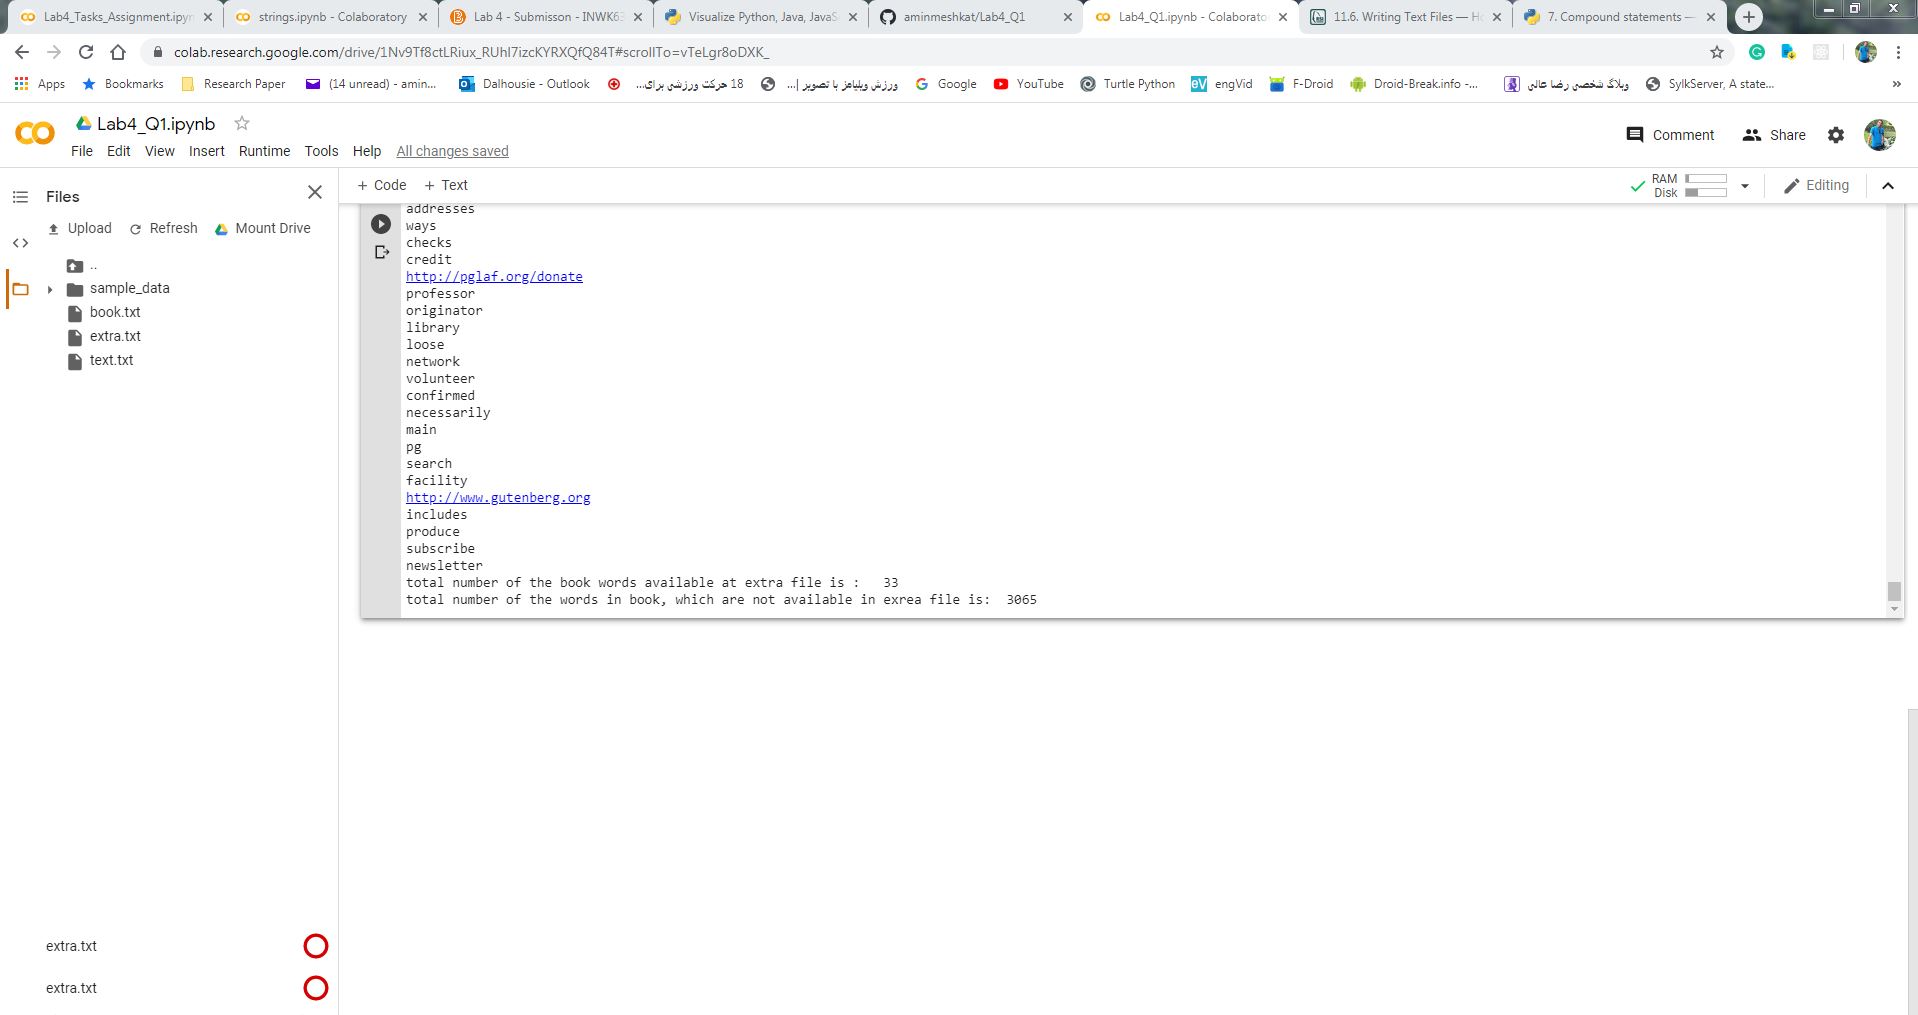 Lab4_Tasks_Assignment.ipyn
strings.ipynb - Colaboratory
Lab 4 - Submisson - INWK63
Visualize Python, Java, JavaS
aminmeshkat/Lab4_Q1
Lab4_Q1.ipynb - Colaborato
11.6. Writing Text Files — Ho
7. Compound statements —
colab.research.google.com/drive/1Nv9Tf8ctLRiux_RUhI7izcKYRXQfQ84T#scrollTo=vTeLgr8oDXK_
Apps
Bookmarks
Research Paper
(14 unread) - amin...
Dalhousie - Outlook
18 حرکت ورزشی برای...
ورزش ویلیامز با تصویر |...
Google
YouTube
Turtle Python
engVid
F-Droid
Droid-Break.info -...
وبلاگ شخصی رضا عالی
SylkServer, A state...
»
CO
Lab4_Q1.ipynb
File Edit View Insert Runtime Tools Help All changes saved
Comment
Share
Files
Upload Refresh Mount Drive
..
sample_data
book.txt
extra.txt
text.txt
extra.txt
extra.txt
+ Code + Text
RAM
Disk
Editing
addresses
ways
checks
credit
http://pglaf.org/donate
professor
originator
library
loose
network
volunteer
confirmed
necessarily
main
pg
search
facility
http://www.gutenberg.org
includes
produce
subscribe
newsletter
total number of the book words available at extra file is :   33
total number of the words in book, which are not available in exrea file is:  3065